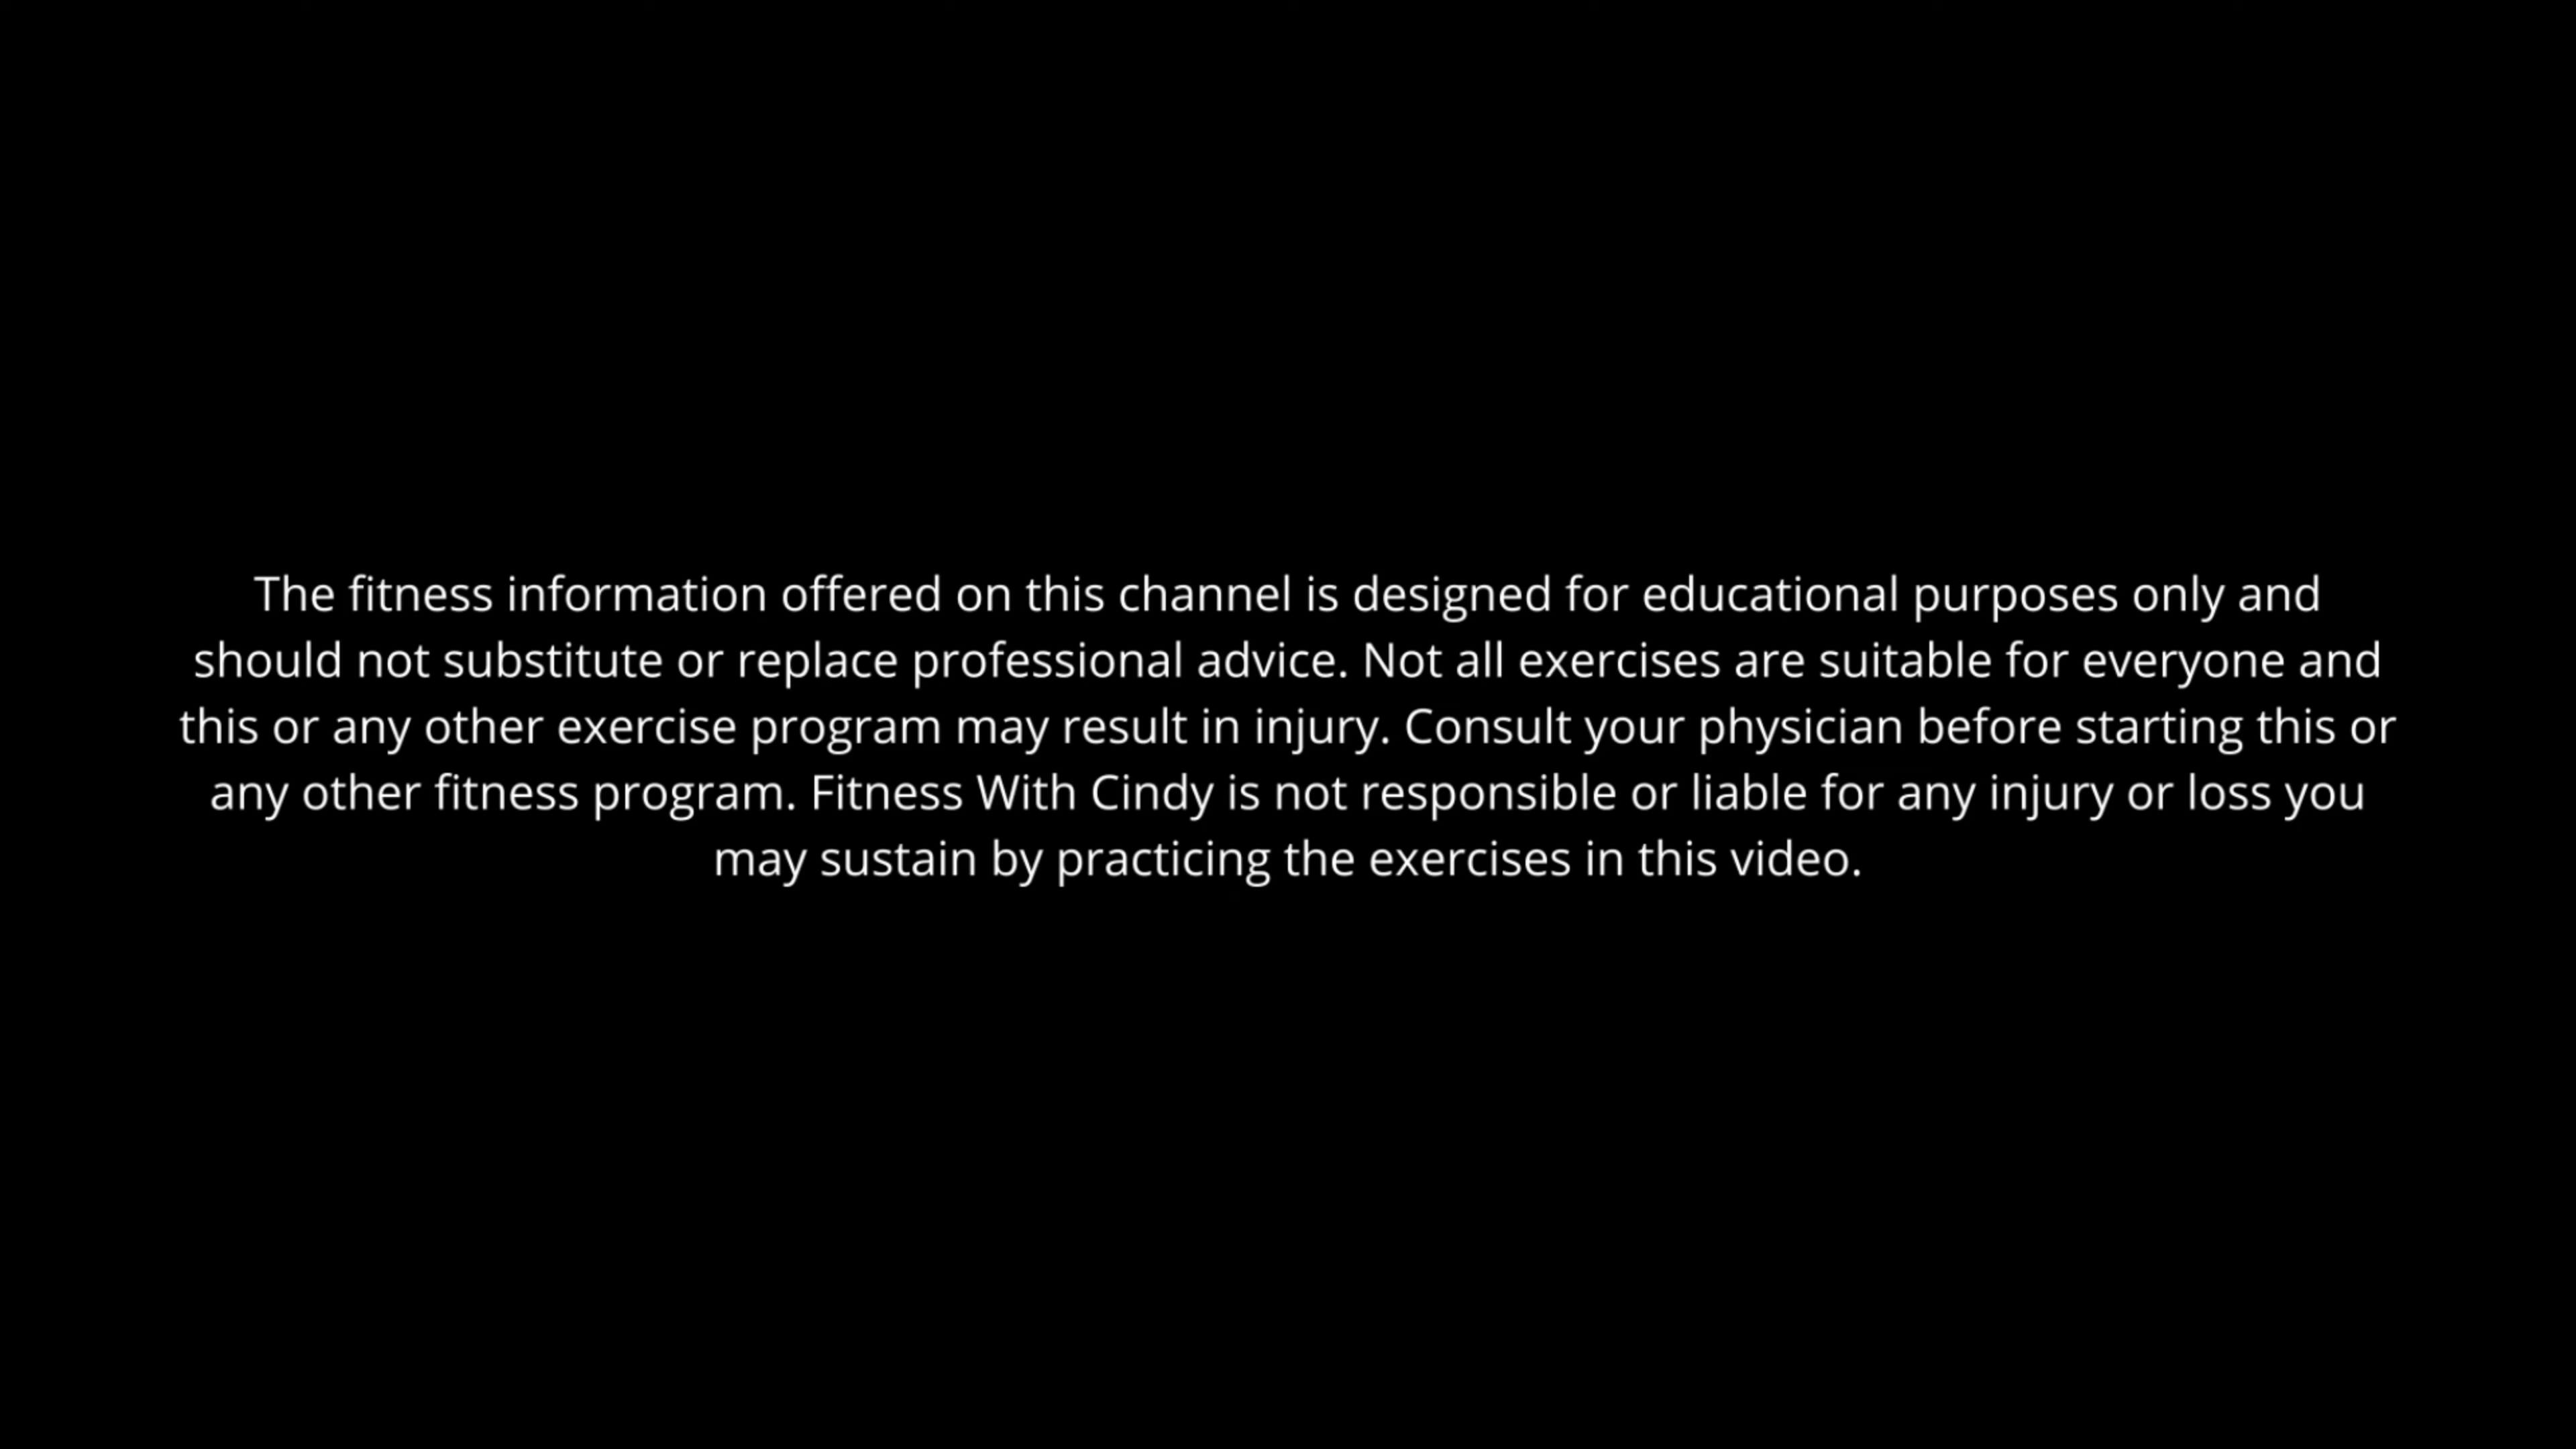 The fitness information offered on this channel is designed for educational purposes only and
should not substitute or replace professional advice. Not all exercises are suitable for everyone and
this or any other exercise program may result in injury. Consult your physician before starting this or
any other fitness program. Fitness With Cindy is not responsible or liable for any injury or loss you
may sustain by practicing the exercises in this video.